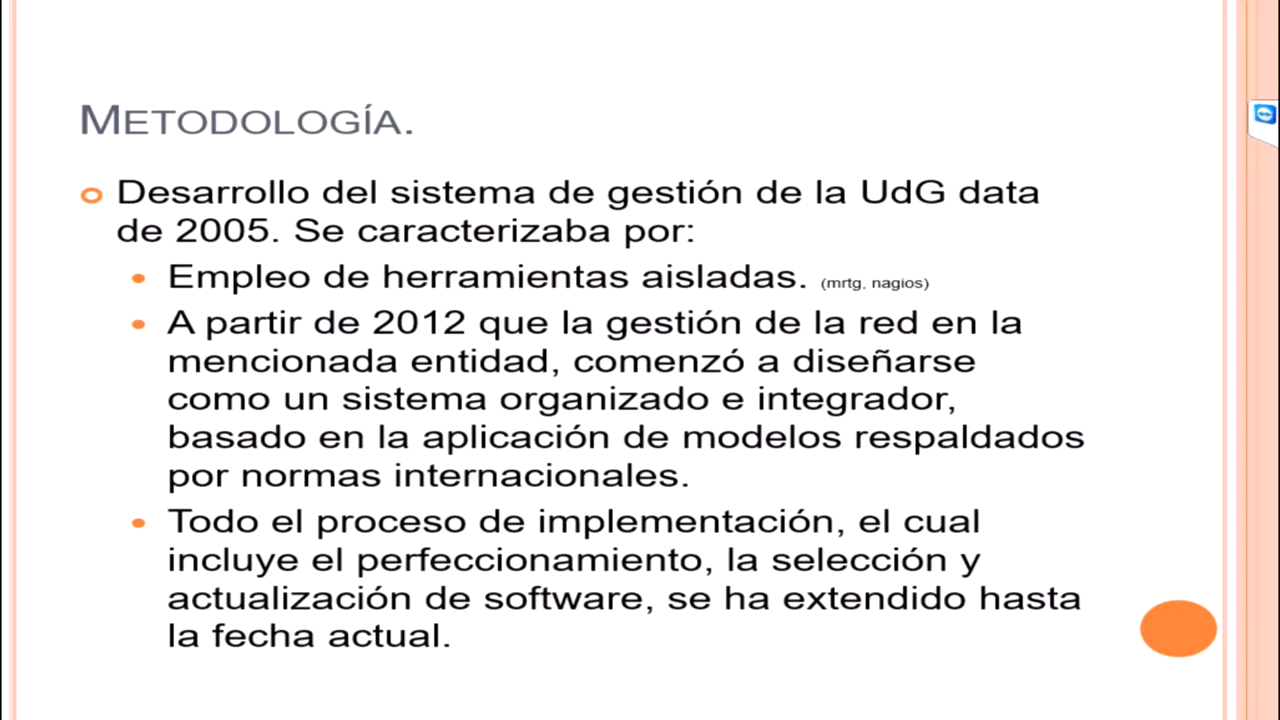 METODOLOGÍA.
Desarrollo del sistema de gestión de la UdG data
de 2005. Se caracterizaba por:
Empleo de herramientas aisladas. (mrtg, nagios)
A partir de 2012 que la gestión de la red en la
mencionada entidad, comenzó a diseñarse
como un sistema organizado e integrador,
basado en la aplicación de modelos respaldados
por normas internacionales.
Todo el proceso de implementación, el cual
incluye el perfeccionamiento, la selección y
actualización de software, se ha extendido hasta
la fecha actual.